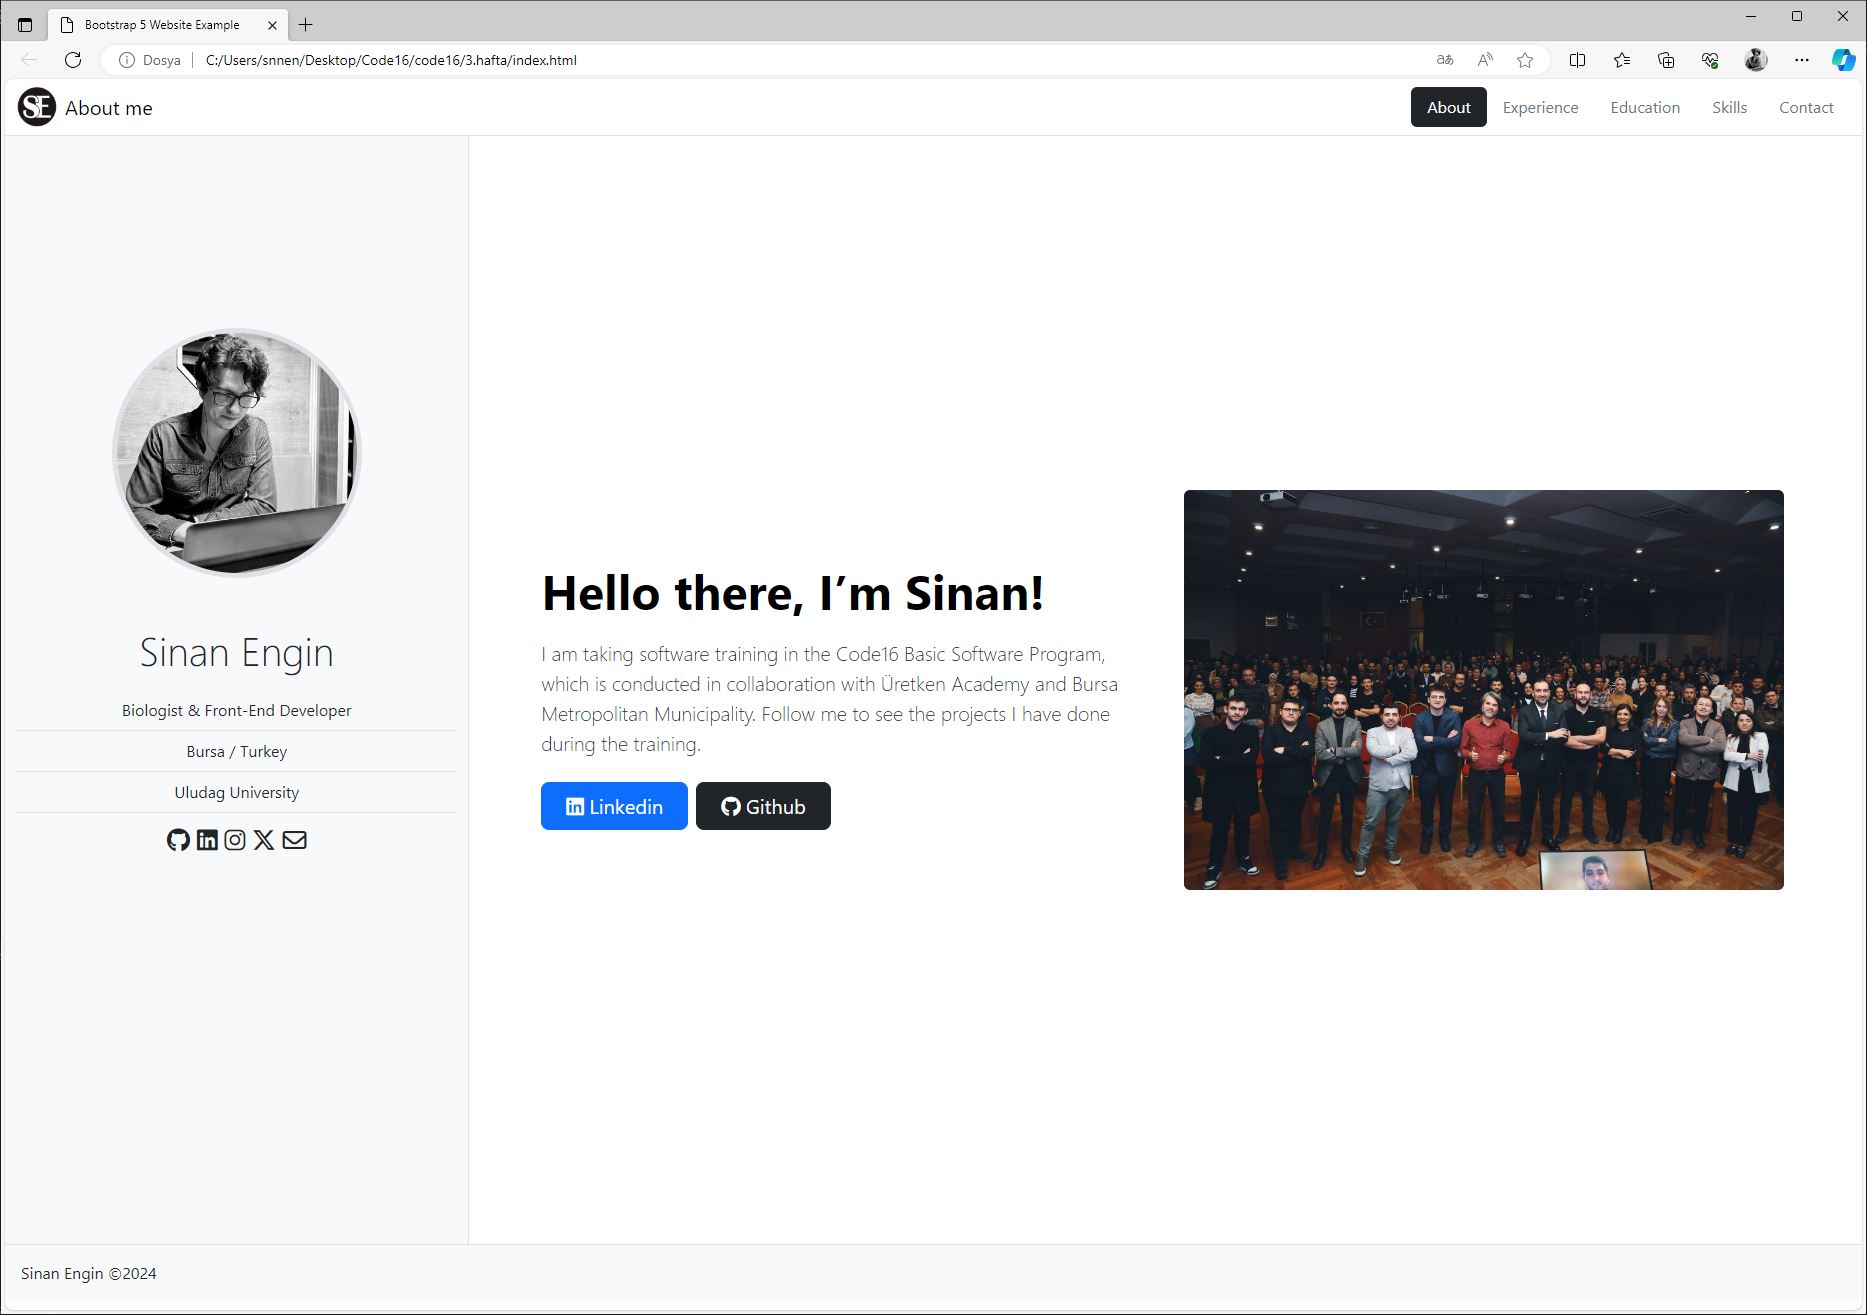 Bootstrap 5 Website Example
Dosya
C:/Users/snnen/Desktop/Code16/code16/3.hafta/index.html
SE
About me
About
Experience
Education
Skills
Contact
Sinan Engin
Biologist & Front-End Developer
Bursa / Turkey
Uludag University
Hello there, I'm Sinan!
I am taking software training in the Code16 Basic Software Program,
which is conducted in collaboration with Üretken Academy and Bursa
Metropolitan Municipality. Follow me to see the projects I have done
during the training.
Linkedin
Github
Sinan Engin ©2024